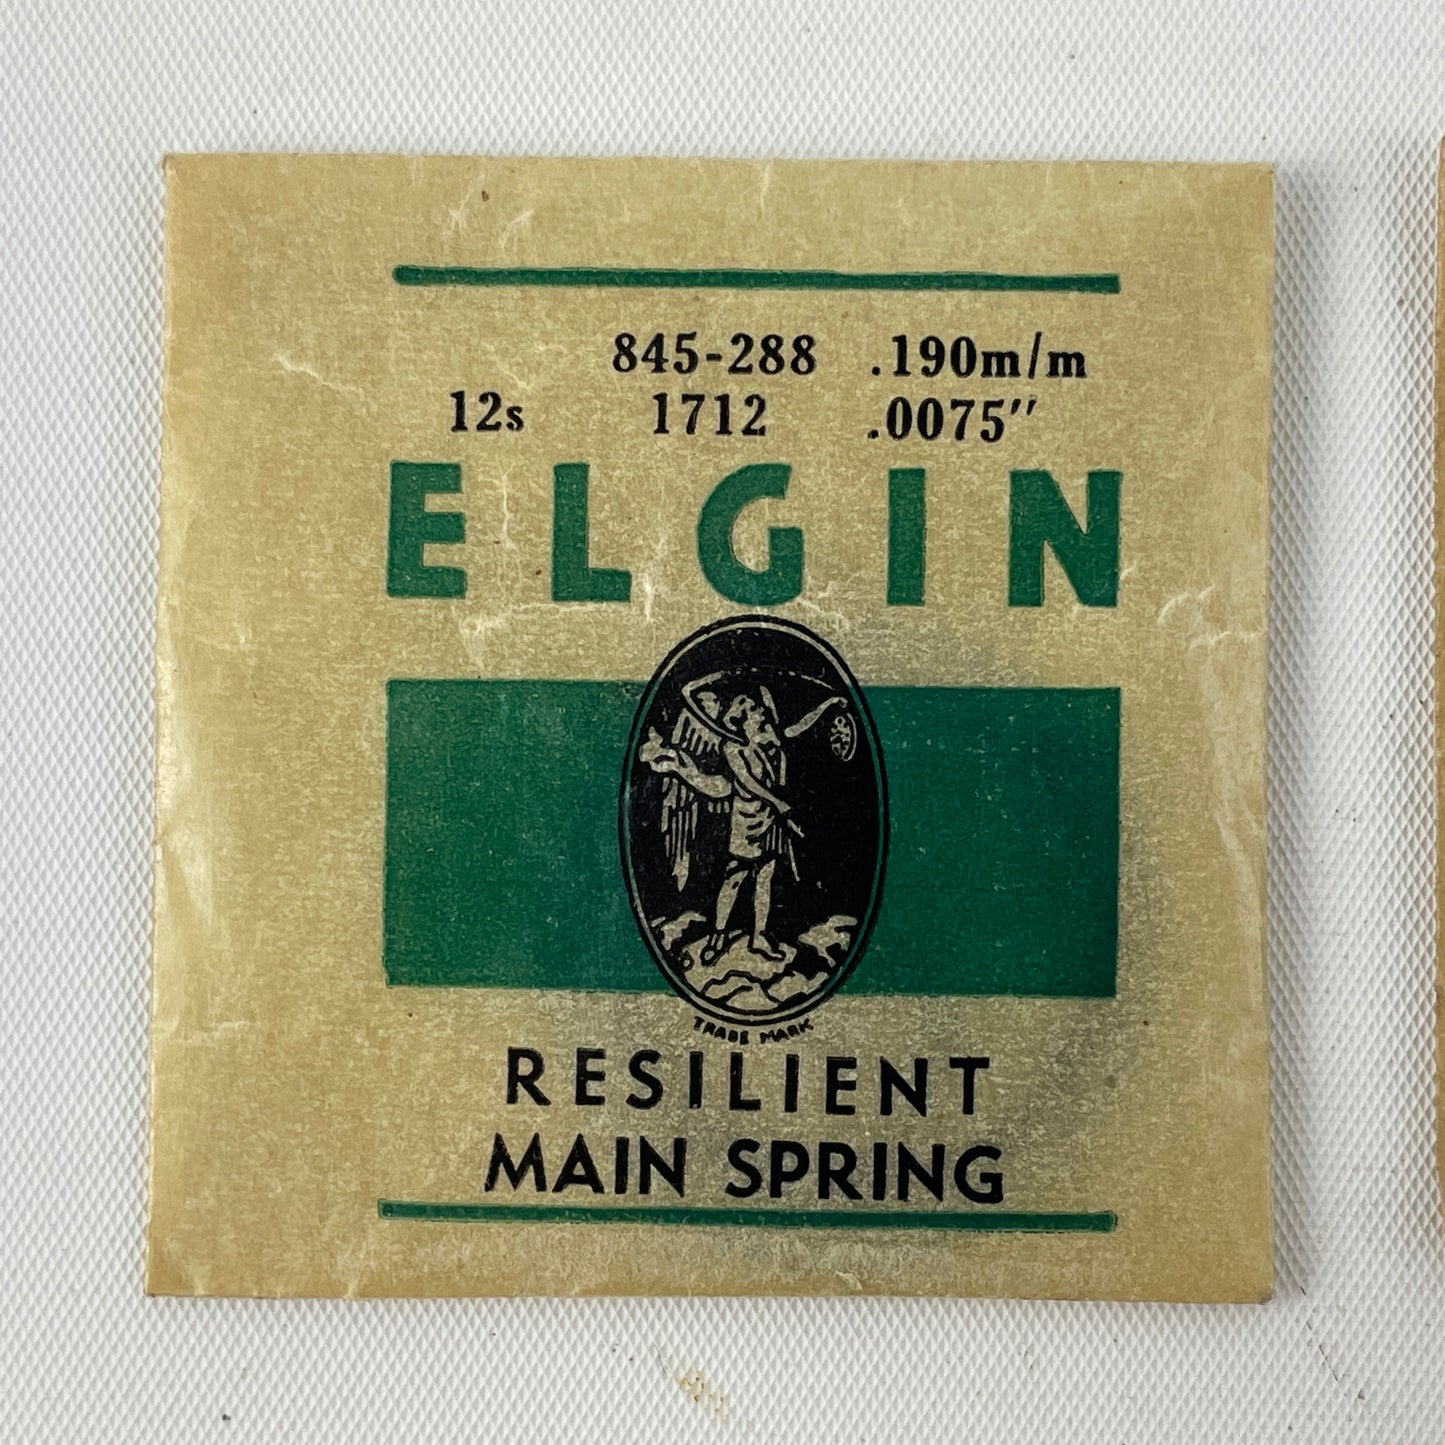 845-288 .190m/m
12s 1712 .0075"
ELGIN
TRADE MARK
RESILIENT
MAIN SPRING